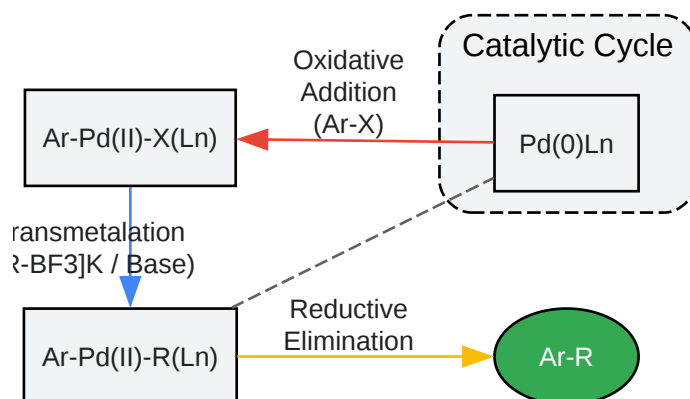 Catalytic Cycle
Oxidative
Addition
(Ar-X)
Ar-Pd(II)-X(Ln)
Pd(0)Ln
ransmetalation
R-BF3]K / Base)
Ar-Pd(II)-R(Ln)
Reductive
Elimination
Ar-R